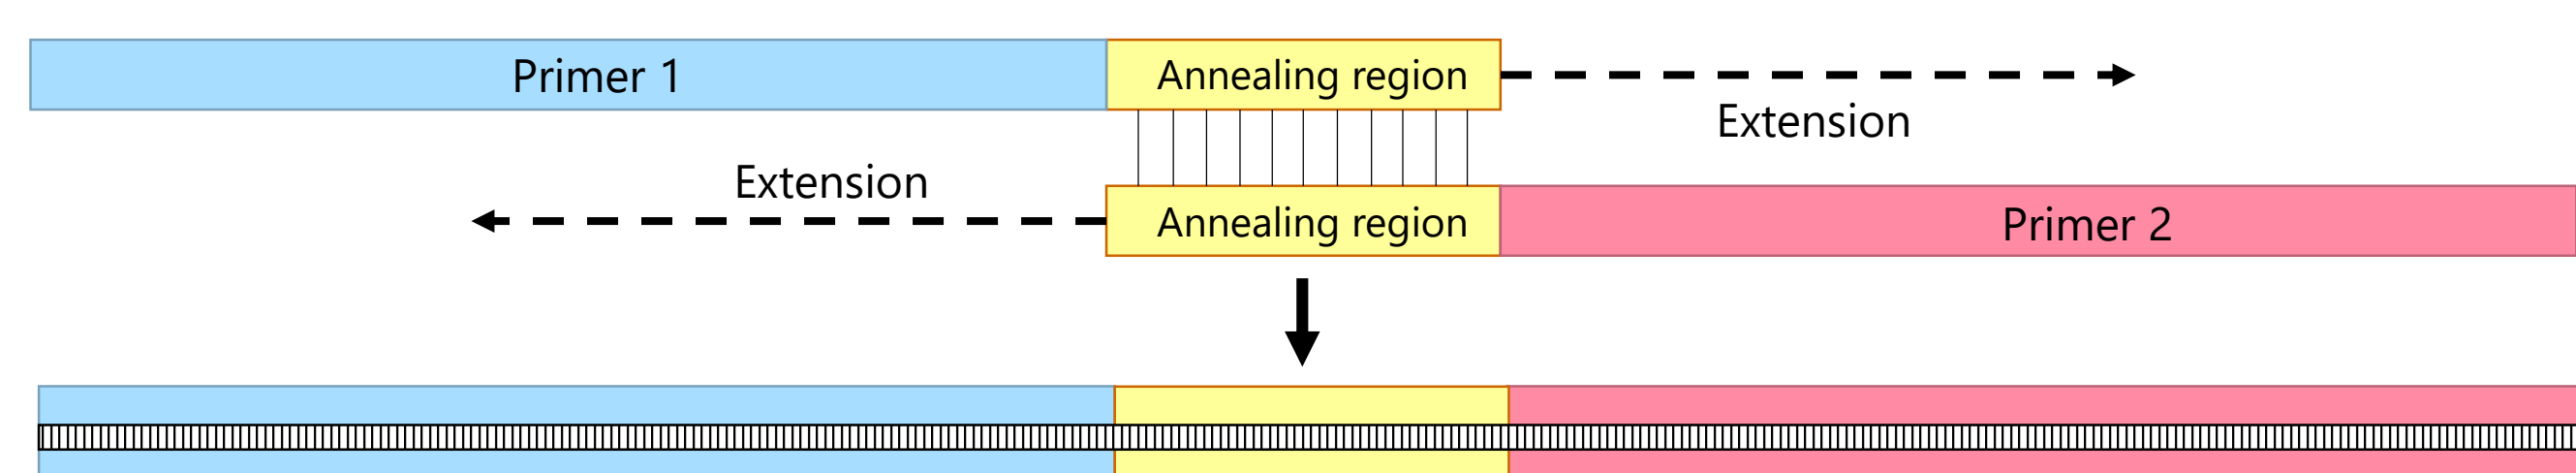 Primer 1
Annealing region
Extension
Extension
Annealing region
Primer 2